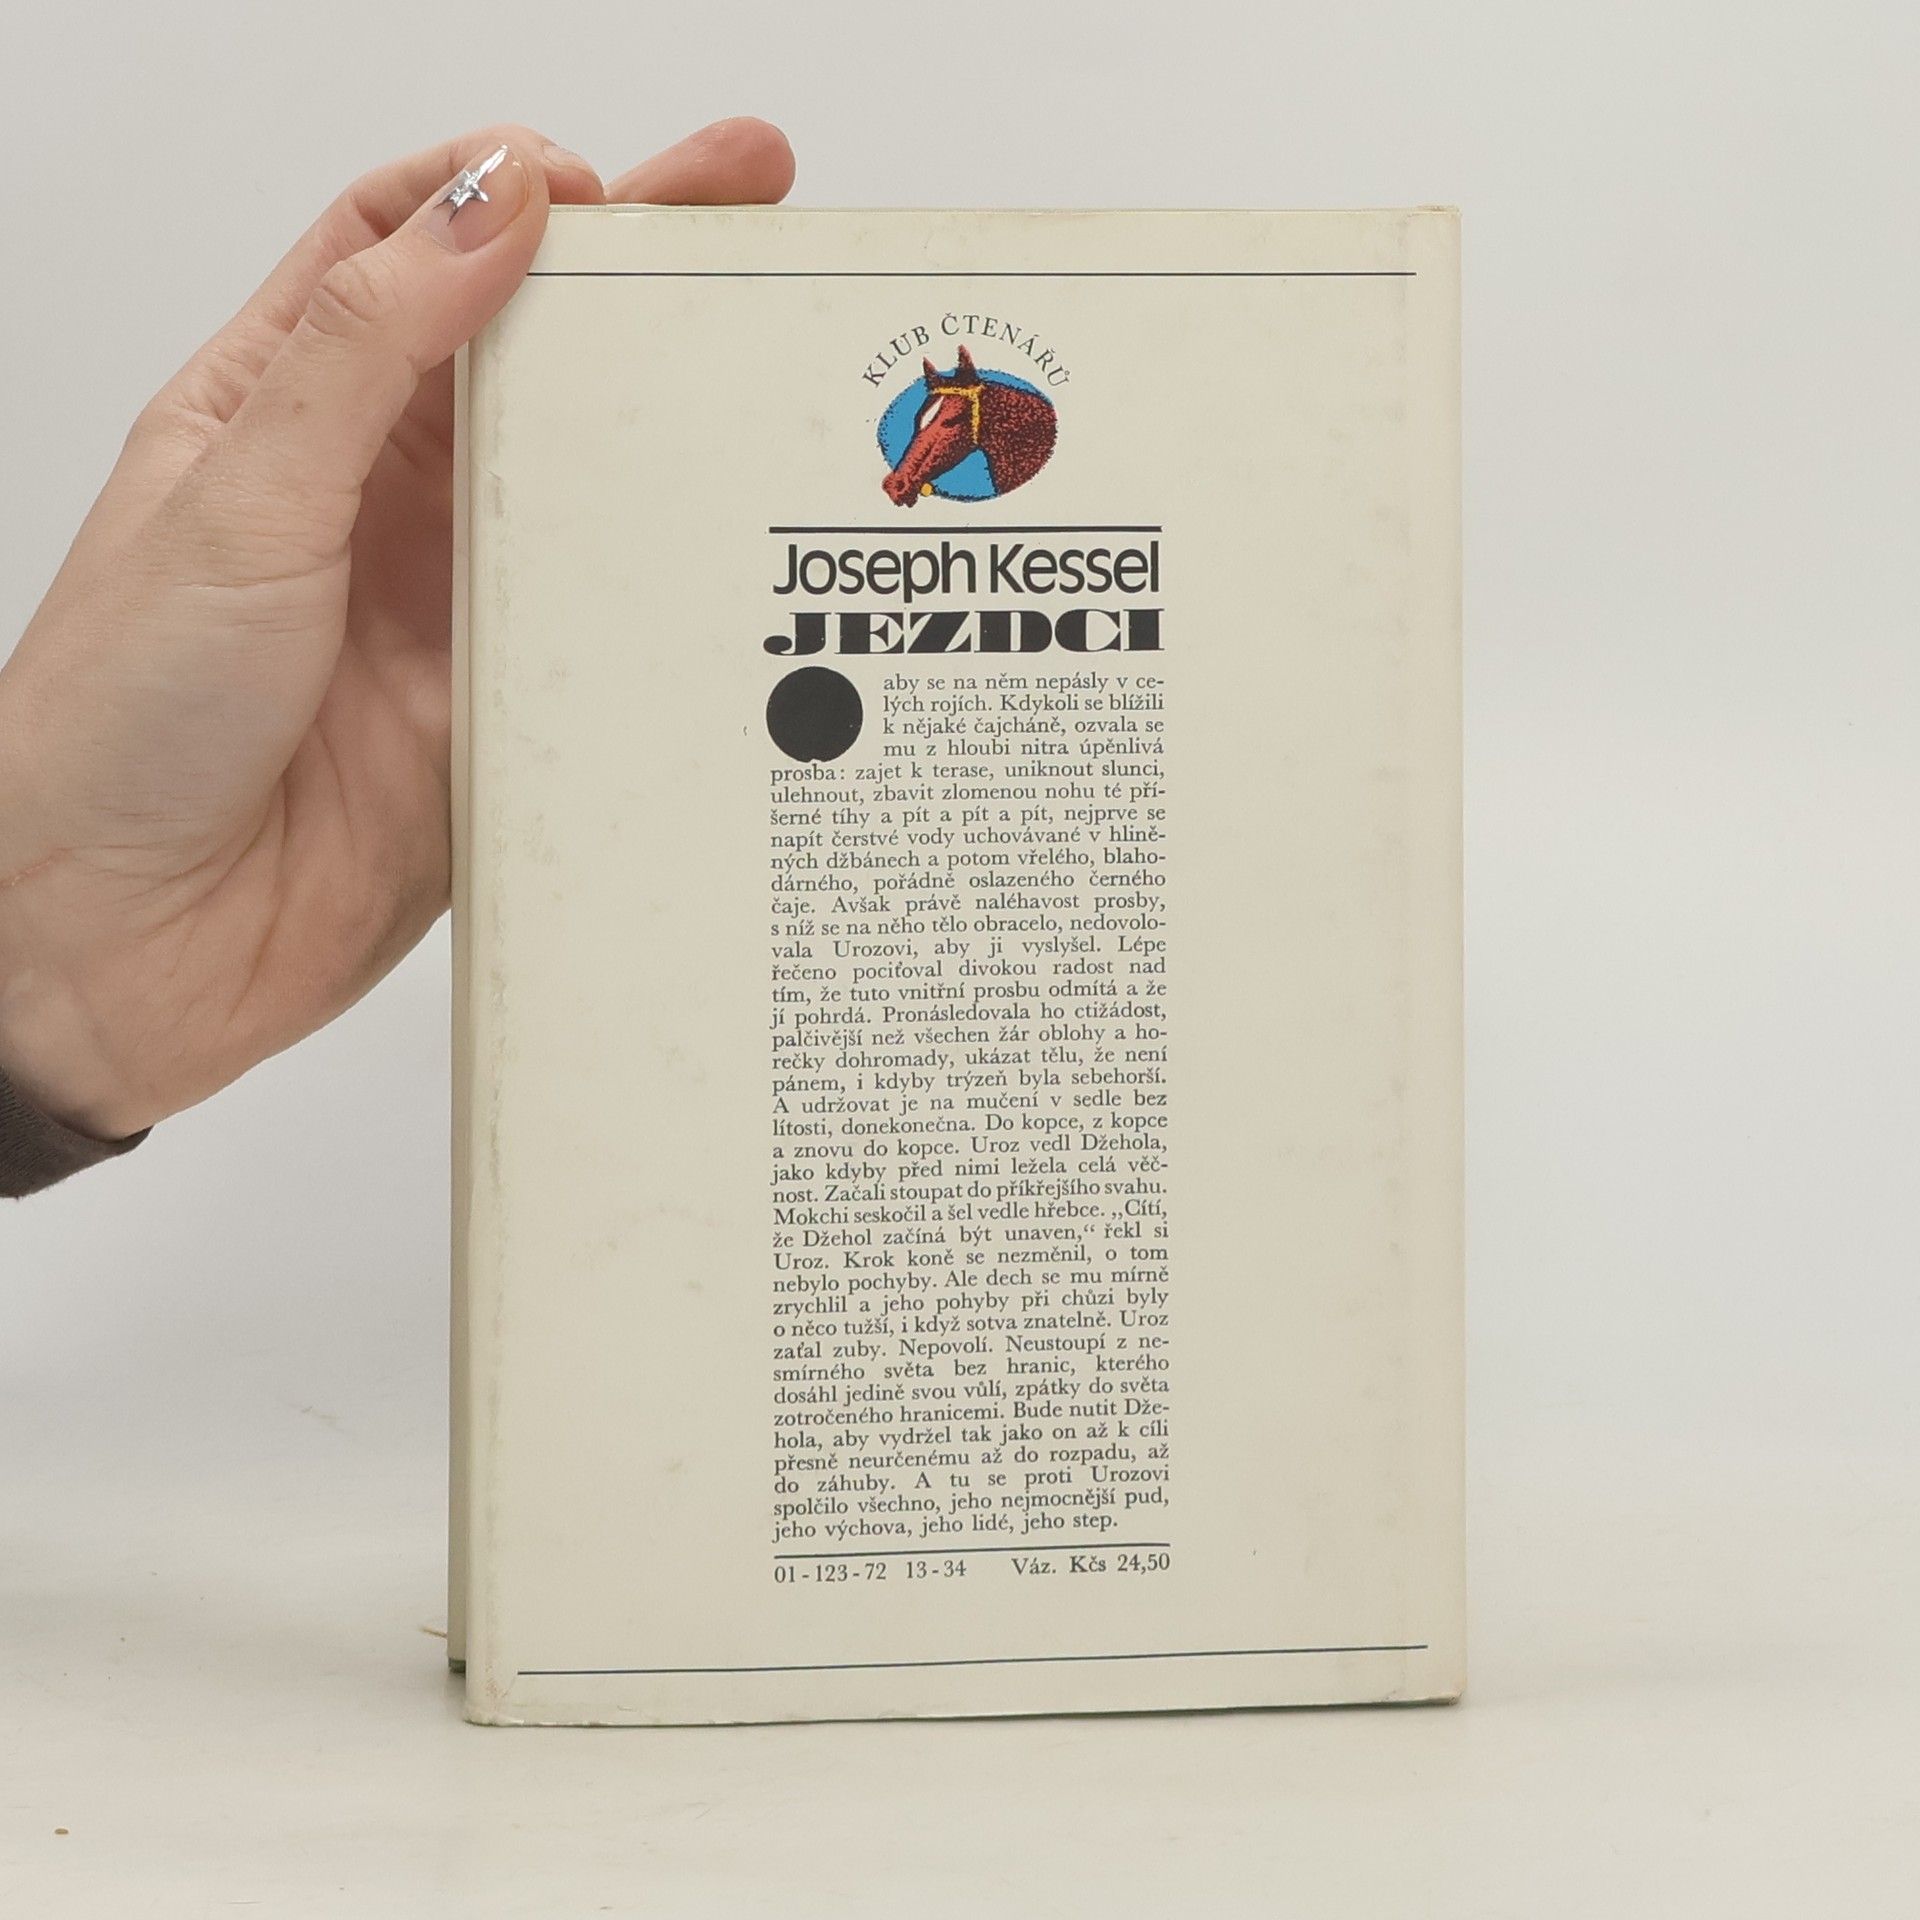 KLUB ČTENÁŘŮ
Joseph Kessel
JEZDCI
aby se na něm nepásly v ce-
lých rojích. Kdykoli se blížili
k nějaké čajcháně, ozvala se
mu z hloubi nitra úpěnlivá
prosba: zajet k terase, uniknout slunci,
ulehnout, zbavit zlomenou nohu té pří-
šerné tíhy a pít a pít a pít, nejprve se
napít čerstvé vody uchovávané v hlině-
ných džbánech a potom vřelého, blaho-
dárného, pořádně oslazeného černého
čaje. Avšak právě naléhavost prosby,
s níž se na něho tělo obracelo, nedovolo-
vala Urozovi, aby ji vyslyšel. Lépe
řečeno pociťoval divokou radost nad
tím, že tuto vnitřní prosbu odmítá a že
jí pohrdá. Pronásledovala ho ctižádost,
palčivější než všechen žár oblohy a ho-
rečky dohromady, ukázat tělu, že není
pánem, i kdyby trýzeň byla sebehorší.
A udržovat je na mučení v sedle bez
lítosti, donekonečna. Do kopce, z kopce
a znovu do kopce. Uroz vedl Džehola,
jako kdyby před nimi ležela celá věč-
nost. Začali stoupat do příkřejšího svahu.
Mokchi seskočil a šel vedle hřebce. „Cítí,
že Džehol začíná být unaven,“ řekl si
Uroz. Krok koně se nezměnil, o tom
nebylo pochyby. Ale dech se mu mírně
zrychlil a jeho pohyby při chůzi byly
o něco tužší, i když sotva znatelně. Uroz
zaťal zuby. Nepovolí. Neustoupí z ne-
smírného světa bez hranic, kterého
dosáhl jedině svou vůlí, zpátky do světa
zotročeného hranicemi. Bude nutit Dže-
hola, aby vydržel tak jako on až k cíli
přesně neurčenému až do rozpadu, až
do záhuby. A tu se proti Urozovi
spolčilo všechno, jeho nejmocnější pud,
jeho výchova, jeho lidé, jeho step.
01-123-72 13-34 Váz. Kčs 24,50